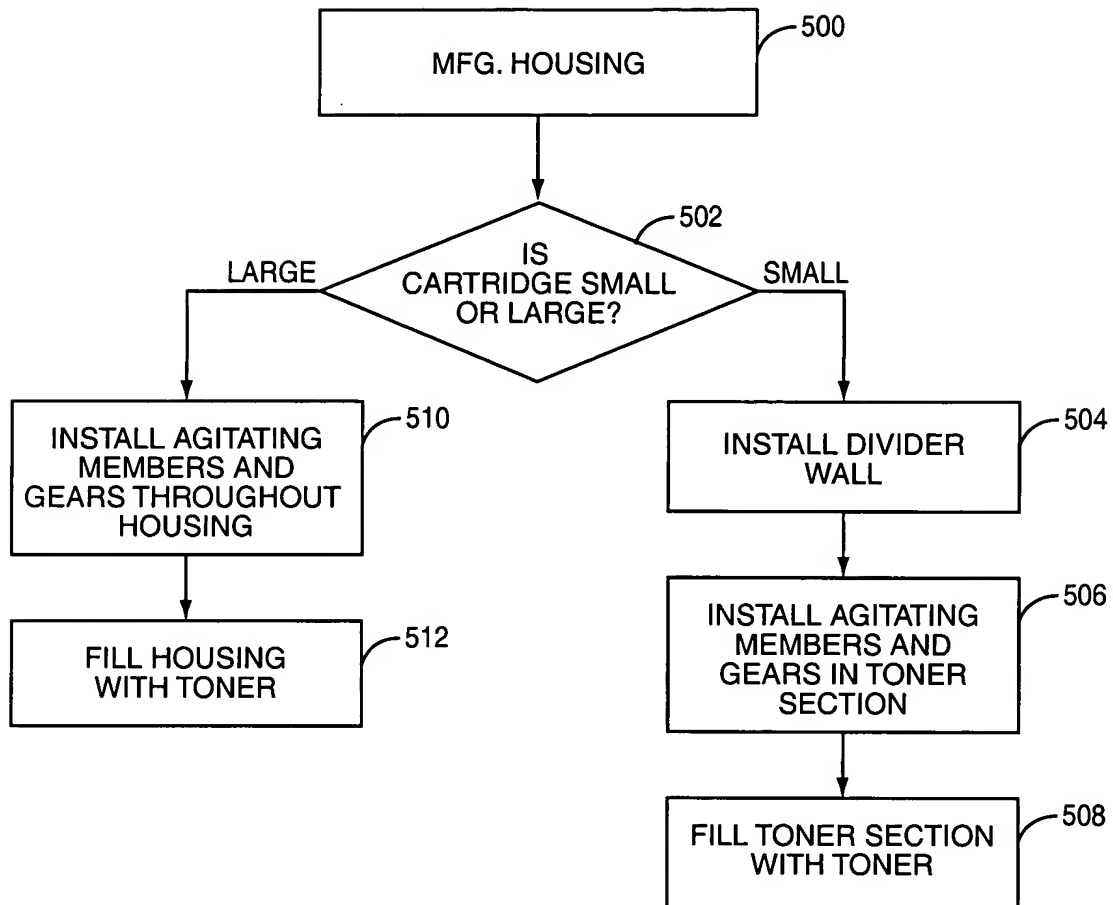 500
MFG. HOUSING
502
IS
CARTRIDGE SMALL
OR LARGE?
LARGE
SMALL
510
INSTALL AGITATING
MEMBERS AND
GEARS THROUGHOUT
HOUSING
512
FILL HOUSING
WITH TONER
504
INSTALL DIVIDER
WALL
506
INSTALL AGITATING
MEMBERS AND
GEARS IN TONER
SECTION
508
FILL TONER SECTION
WITH TONER